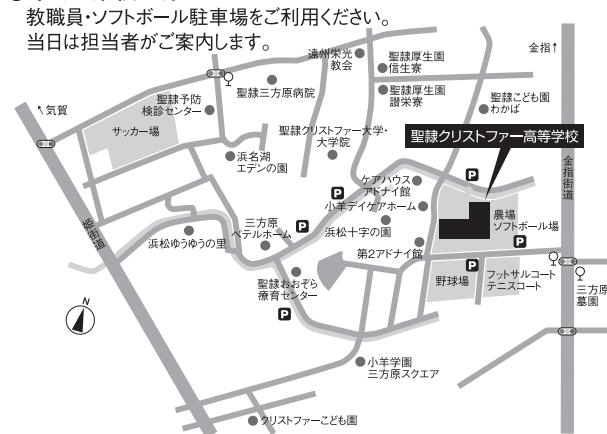 教職員・ソフトボール駐車場をご利用ください。
当日は担当者がご案内します。
遠州栄光
教会
聖隷厚生園
信生寮
金指↑
聖隷三方原病院
聖隷厚生園
讃栄寮
聖隷こども園
わかば
↖気賀
聖隷予防
検診センター
サッカー場
聖隷クリストファー大学・
大学院
聖隷クリストファー高等学校
浜名湖
エデンの園
ケアハウス
アドナイ館
P
金指街道
P
小羊デイケアホーム
農場
ソフトボール場
姫街道
三方原
ベテルホーム
P
浜松十字の園
P
浜松ゆうゆうの里
第2アドナイ館
P
聖隷おおぞら
療育センター
野球場
フットサルコート
テニスコート
三方原
墓園
N
P
小羊学園
三方原スクエア
クリストファーこども園